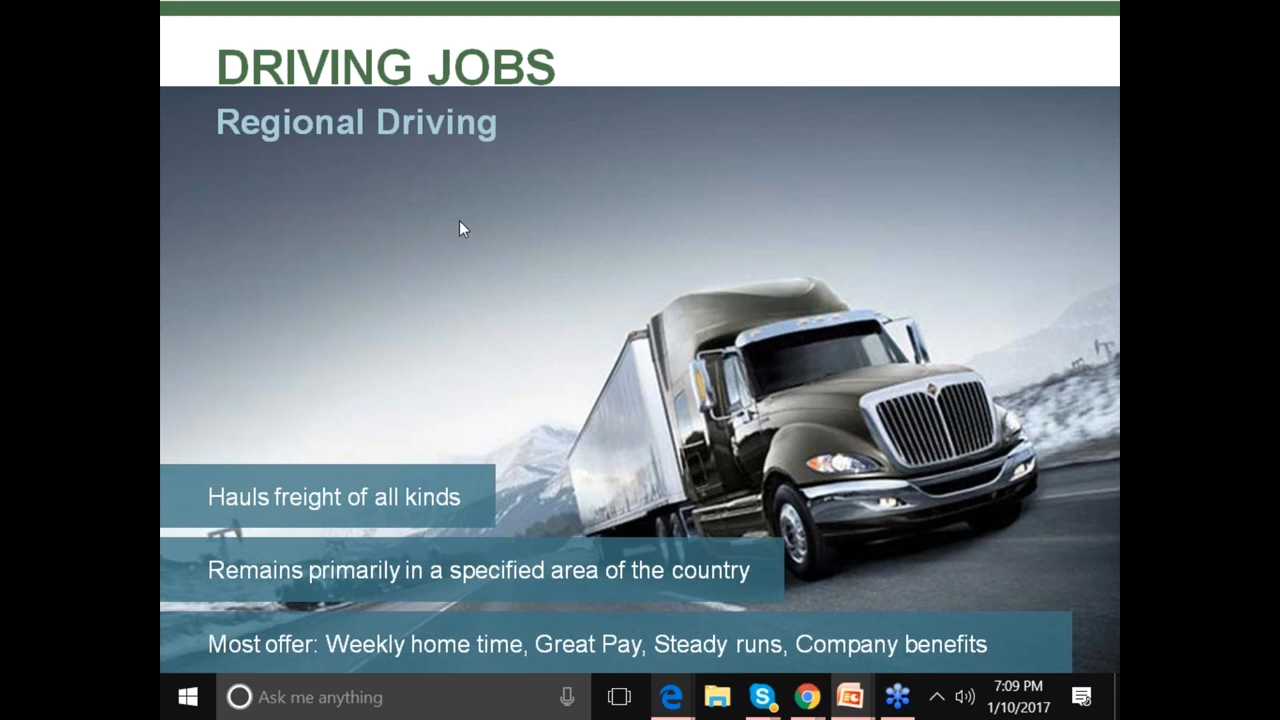 DRIVING JOBS
Regional Driving
Hauls freight of all kinds
Remains primarily in a specified area of the country
Most offer: Weekly home time, Great Pay, Steady runs, Company benefits
Ask me anything
7:09 PM
1/10/2017